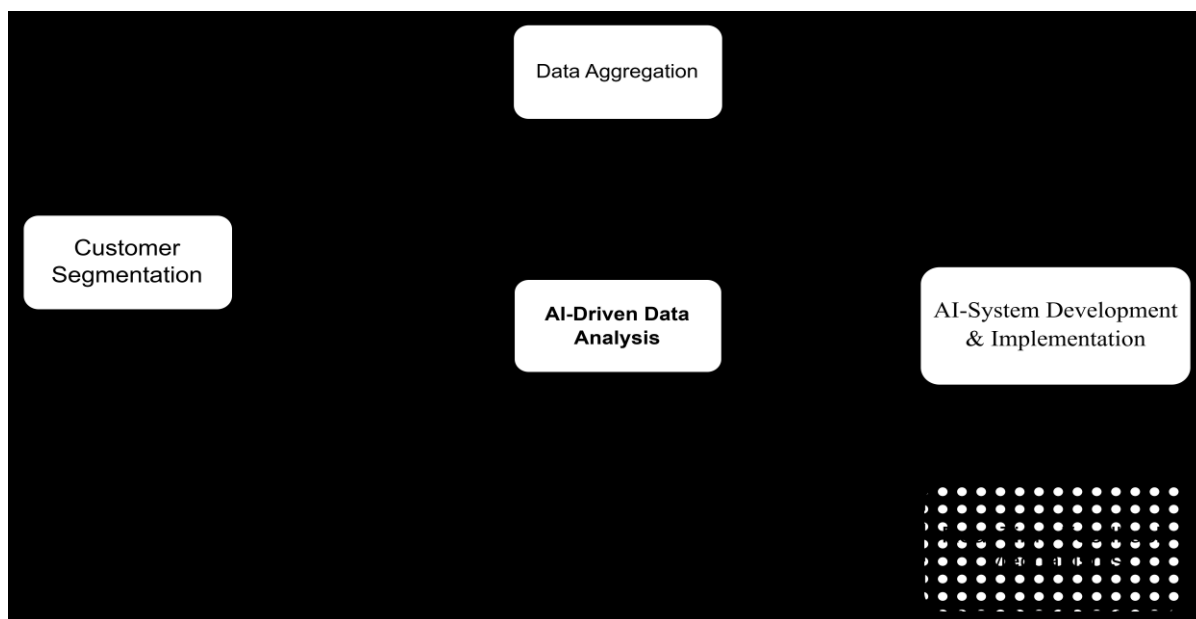 Data Aggregation
Customer
Segmentation
AI-Driven Data
Analysis
AI-System Development
& Implementation